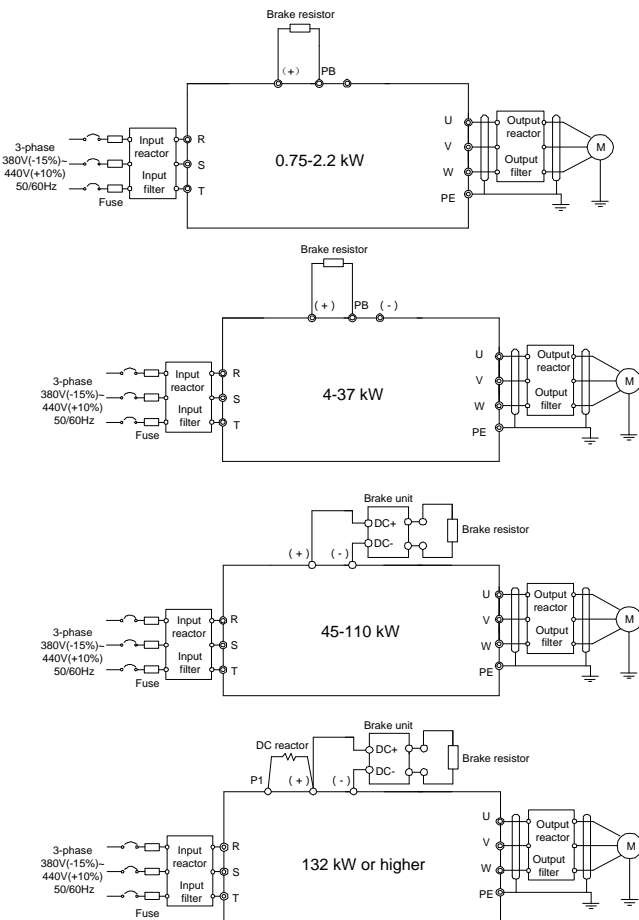 Brake resistor
(+) PB
3-phase
380V(-15%)~
440V(+10%)
50/60Hz
Fuse
Input
reactor
Input
filter
R
S
T
0.75-2.2 kW
U
V
W
PE
Output
reactor
Output
filter
M
Brake resistor
(+) PB (-)
3-phase
380V(-15%)~
440V(+10%)
50/60Hz
Fuse
Input
reactor
Input
filter
R
S
T
4-37 kW
U
V
W
PE
Output
reactor
Output
filter
M
Brake unit
DC+
DC-
Brake resistor
(+) (-)
3-phase
380V(-15%)~
440V(+10%)
50/60Hz
Fuse
Input
reactor
Input
filter
R
S
T
45-110 kW
U
V
W
PE
Output
reactor
Output
filter
M
Brake unit
DC reactor
DC+
DC-
Brake resistor
P1 (+) (-)
3-phase
380V(-15%)~
440V(+10%)
50/60Hz
Fuse
Input
reactor
Input
filter
R
S
T
132 kW or higher
U
V
W
PE
Output
reactor
Output
filter
M